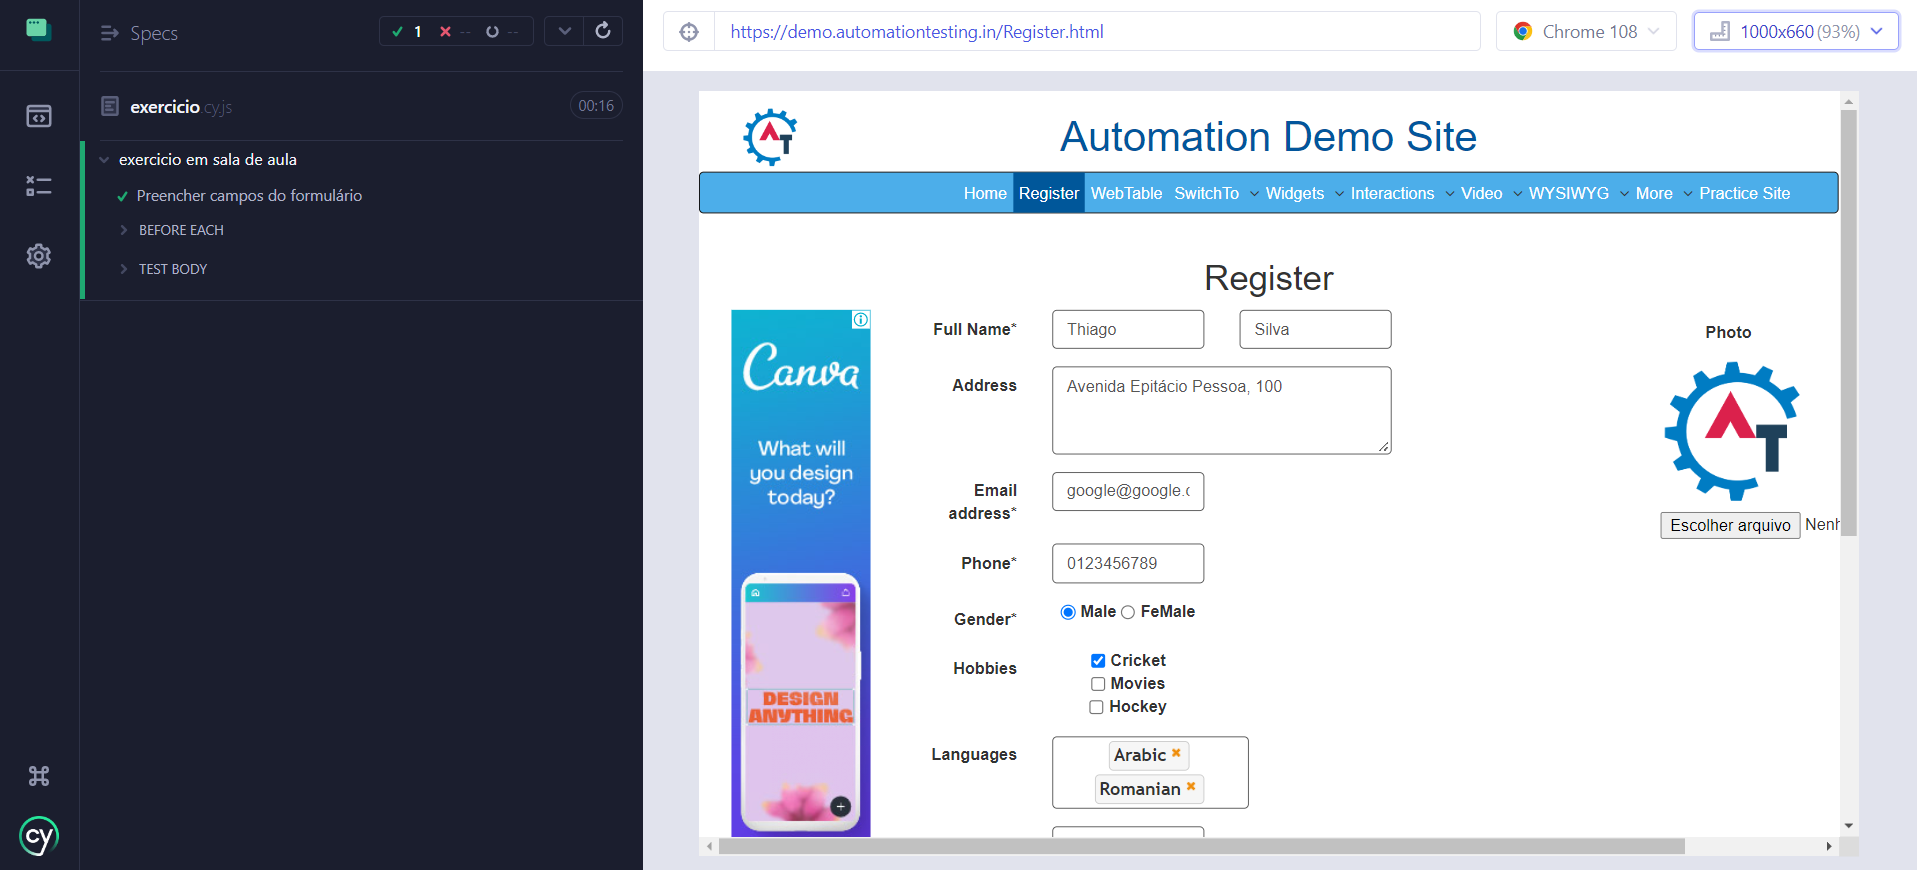 Specs
1 -- --
https://demo.automationtesting.in/Register.html
Chrome 108
1000x660 (93%)
exercicio.cy.js
00:16
exercicio em sala de aula
Preencher campos do formulário
BEFORE EACH
TEST BODY
cy
AT
Automation Demo Site
Home Register WebTable SwitchTo Widgets Interactions Video WYSIWYG More Practice Site
Register
Canva
What will
you design
today?
DESIGN
ANYTHING
Full Name* Thiago Silva
Address Avenida Epitácio Pessoa, 100
Email
address* google@google.c
Phone* 0123456789
Gender* Male FeMale
Hobbies Cricket
Movies
Hockey
Languages Arabic
Romanian
Photo
AT
Escolher arquivo Nenh